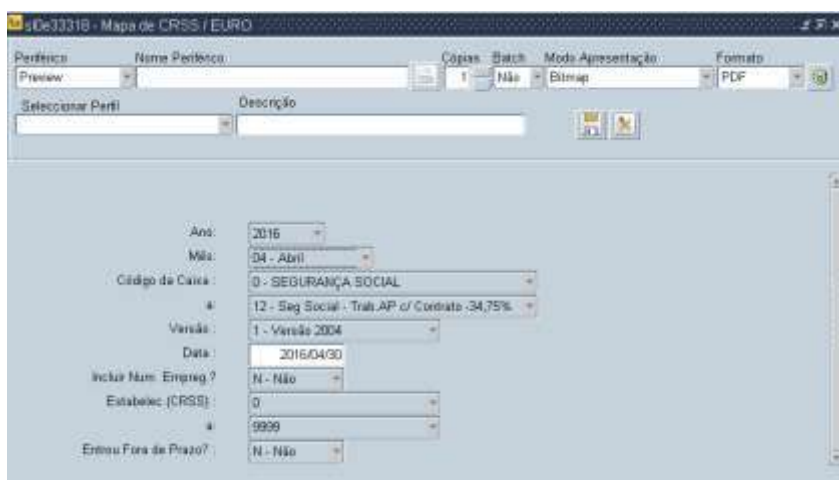 sl0e33318 - Mapa de CRSS / EURO
Periférico Nome Periférico Cópias Batch Modo Apresentação Formato
Preview 1 Não Bitmap PDF
Seleccionar Perfil Descrição
Ano: 2016
Mês: 04 - Abril
Código da Caixa : 0 - SEGURANÇA SOCIAL
a: 12 - Seg Social - Trab.AP c/ Contrato -34,75%
Versão : 1 - Versão 2004
Data : 2016/04/30
Incluir Num. Empreg.? N - Não
Estabelec (CRSS) : 0
a: 9999
Entrou Fora de Prazo? : N - Não